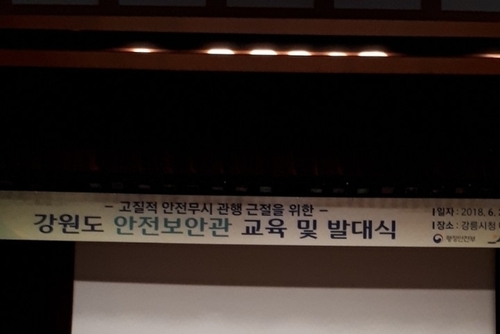 - 고질적 안전무시 관행 근절을 위한 -
강원도 안전보안관 교육 및 발대식
일자 : 2018. 6.
장소 : 강릉시청
행정안전부